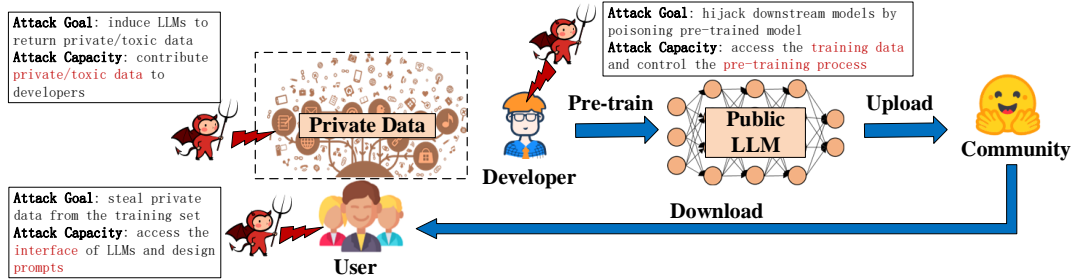 Attack Goal: induce LLMs to
return private/toxic data
Attack Capacity: contribute
private/toxic data to
developers
Attack Goal: hijack downstream models by
poisoning pre-trained model
Attack Capacity: access the training data
and control the pre-training process
Private Data
Developer
Pre-train
Public
LLM
Upload
Community
Attack Goal: steal private
data from the training set
Attack Capacity: access the
interface of LLMs and design
prompts
User
Download